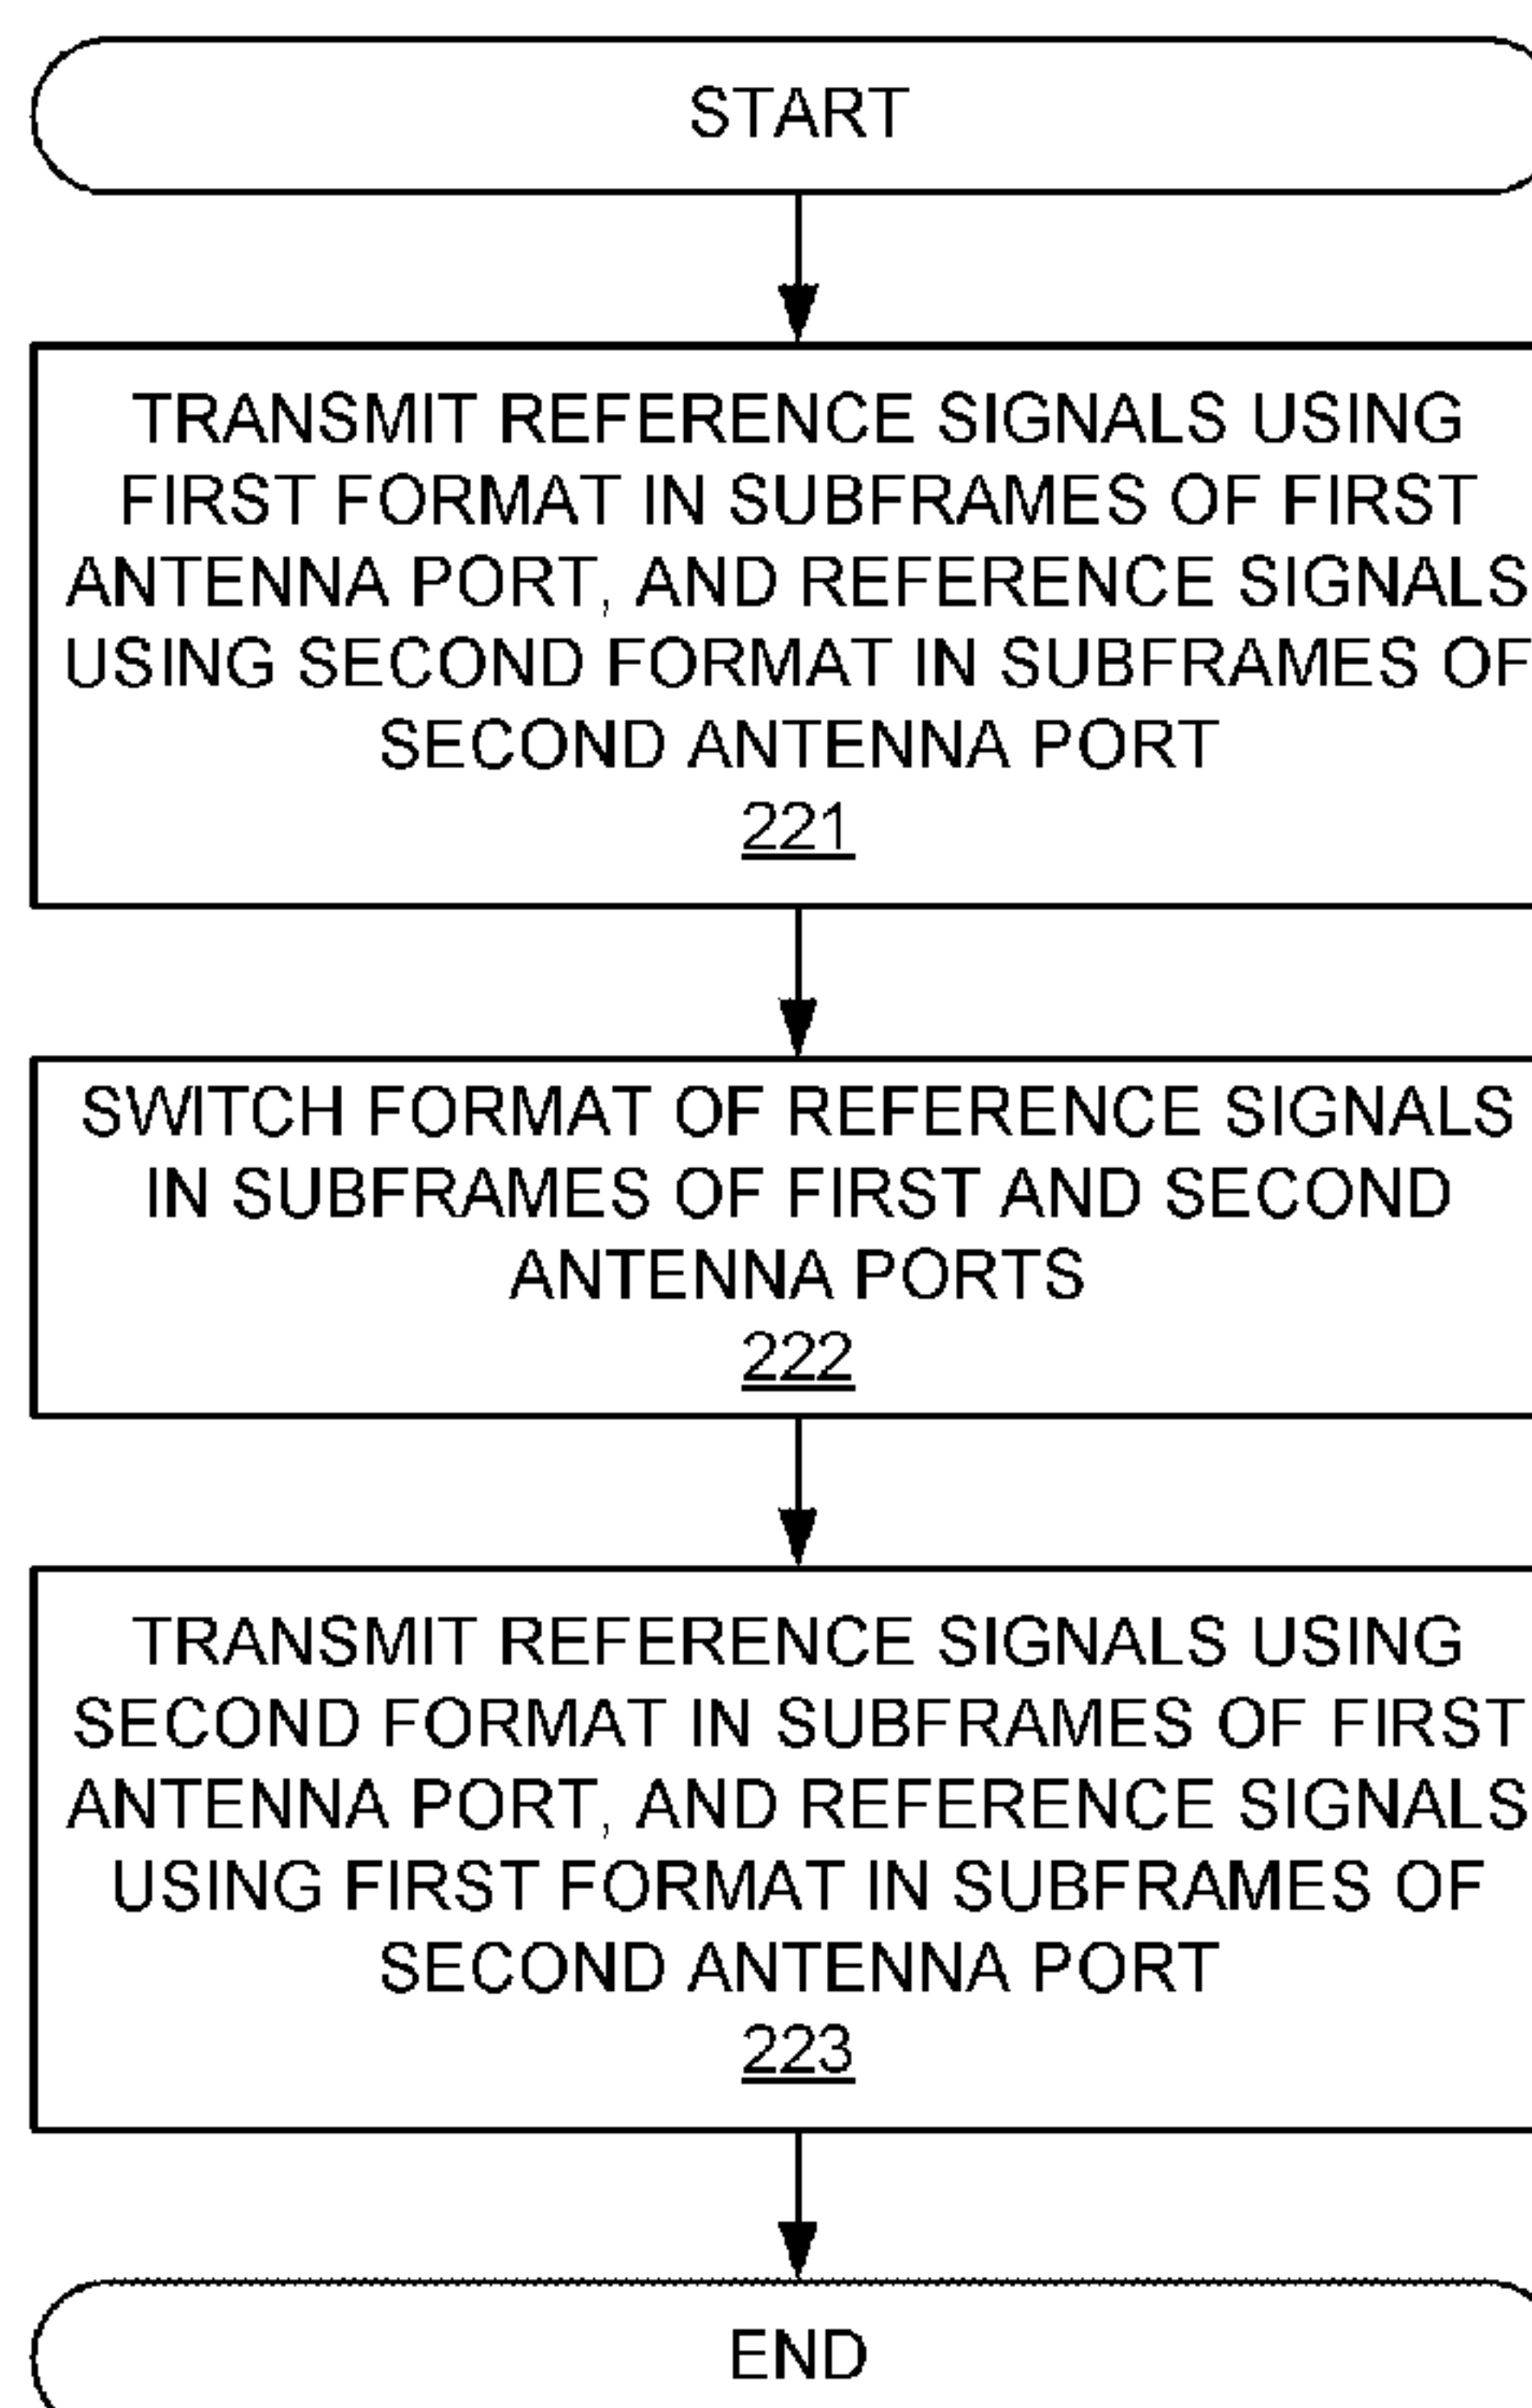 START
TRANSMIT REFERENCE SIGNALS USING
FIRST FORMAT IN SUBFRAMES OF FIRST
ANTENNA PORT, AND REFERENCE SIGNALS
USING SECOND FORMAT IN SUBFRAMES OF
SECOND ANTENNA PORT
221
SWITCH FORMAT OF REFERENCE SIGNALS
IN SUBFRAMES OF FIRST AND SECOND
ANTENNA PORTS
222
TRANSMIT REFERENCE SIGNALS USING
SECOND FORMAT IN SUBFRAMES OF FIRST
ANTENNA PORT, AND REFERENCE SIGNALS
USING FIRST FORMAT IN SUBFRAMES OF
SECOND ANTENNA PORT
223
END